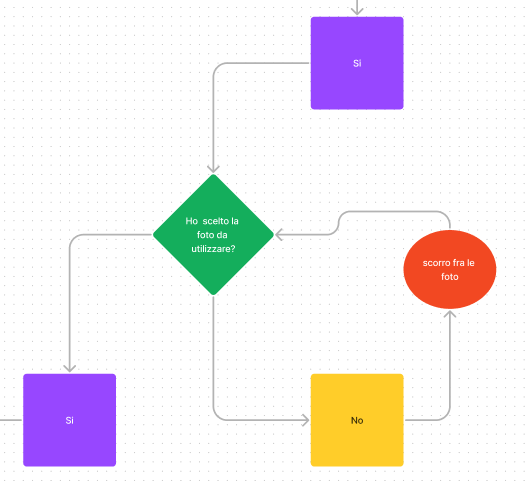 Si
Ho  scelto la
foto da
utilizzare?
scorro fra le
foto
Si
No